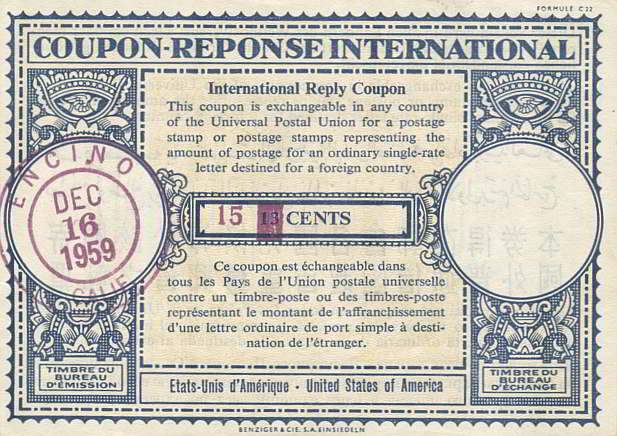 FORMULE C22
COUPON-REPONSE INTERNATIONAL
International Reply Coupon
This coupon is exchangeable in any country
of the Universal Postal Union for a postage
stamp or postage stamps representing the
amount of postage for an ordinary single-rate
letter destined for a foreign country.
ENCINO
DEC
16
1959
CALIF.
15 13 CENTS
Ce coupon est échangeable dans
tous les Pays de l'Union postale universelle
contre un timbre-poste ou des timbres-poste
représentant le montant de l'affranchissement
d'une lettre ordinaire de port simple à desti-
nation de l'étranger.
TIMBRE DU
BUREAU
D'ÉMISSION
TIMBRE DU
BUREAU
D'ÉCHANGE
Etats-Unis d'Amérique • United States of America
BENZIGER & CIE. S.A. EINSIEDELN